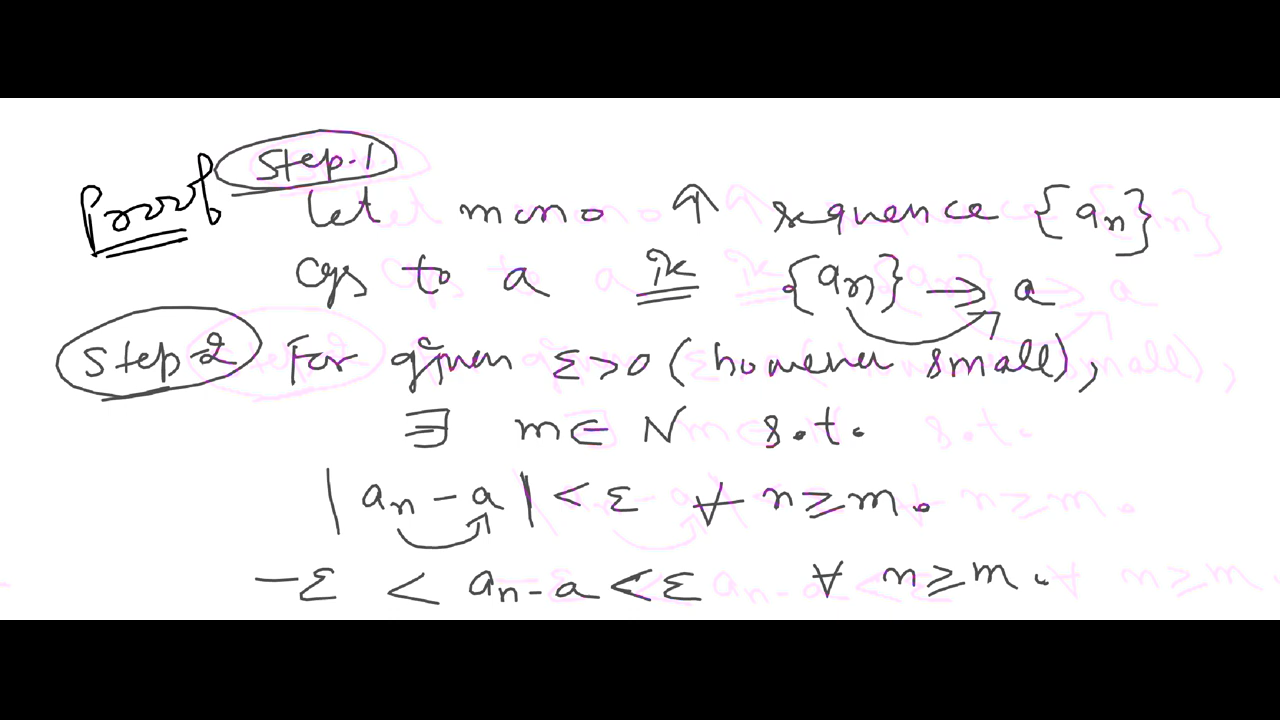 Proof Step-1
Let mono ↑ sequence {aₙ}
cgs to a ie {aₙ} → a
Step-2 For given ε>0 (however small),
∃ m ∈ N s.t.
|aₙ - a| < ε ∀ n ≥ m.
-ε < aₙ - a < ε ∀ n ≥ m.